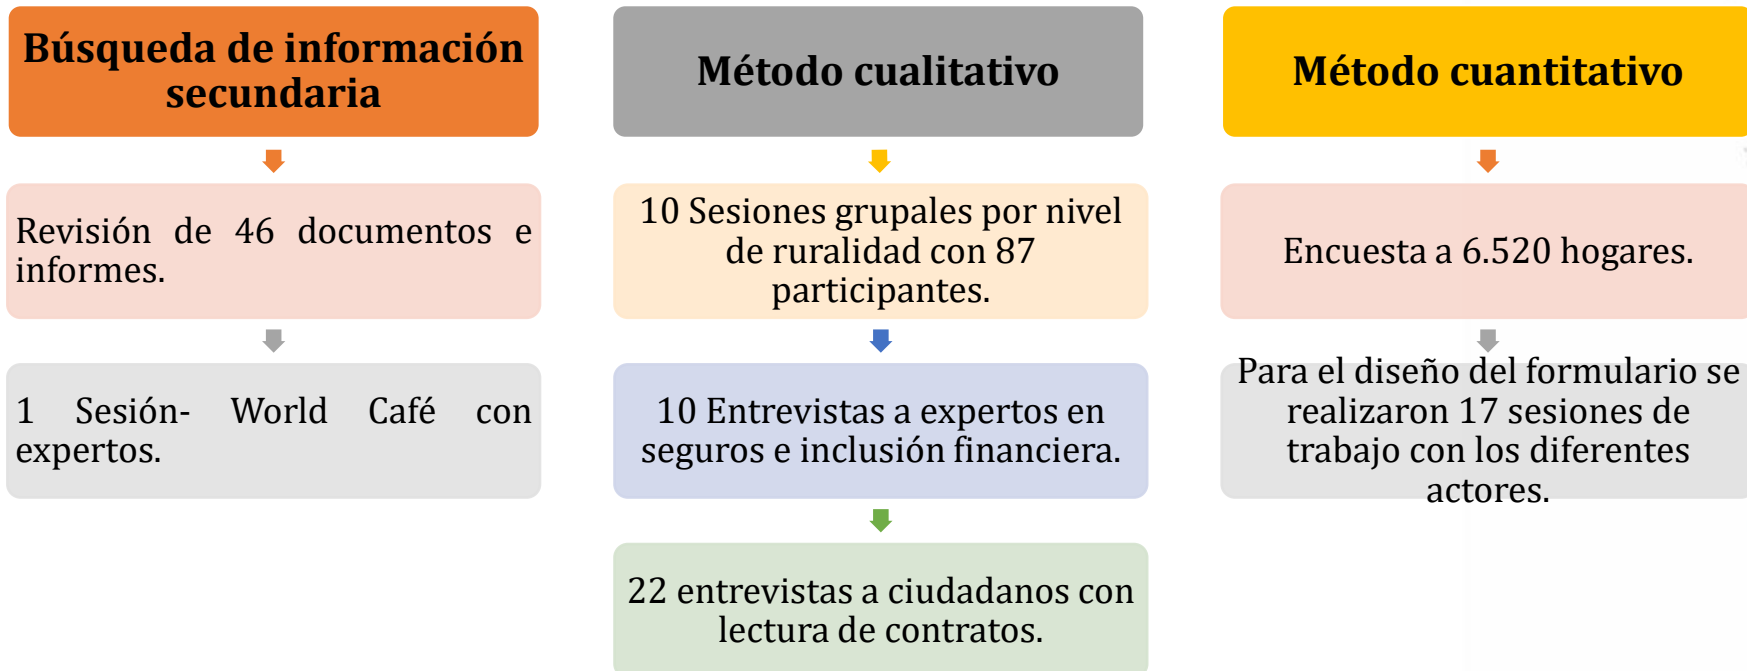 Búsqueda de información
secundaria
Revisión de 46 documentos e
informes.
1 Sesión- World Café con
expertos.
Método cualitativo
10 Sesiones grupales por nivel
de ruralidad con 87
participantes.
10 Entrevistas a expertos en
seguros e inclusión financiera.
22 entrevistas a ciudadanos con
lectura de contratos.
Método cuantitativo
Encuesta a 6.520 hogares.
Para el diseño del formulario se
realizaron 17 sesiones de
trabajo con los diferentes
actores.